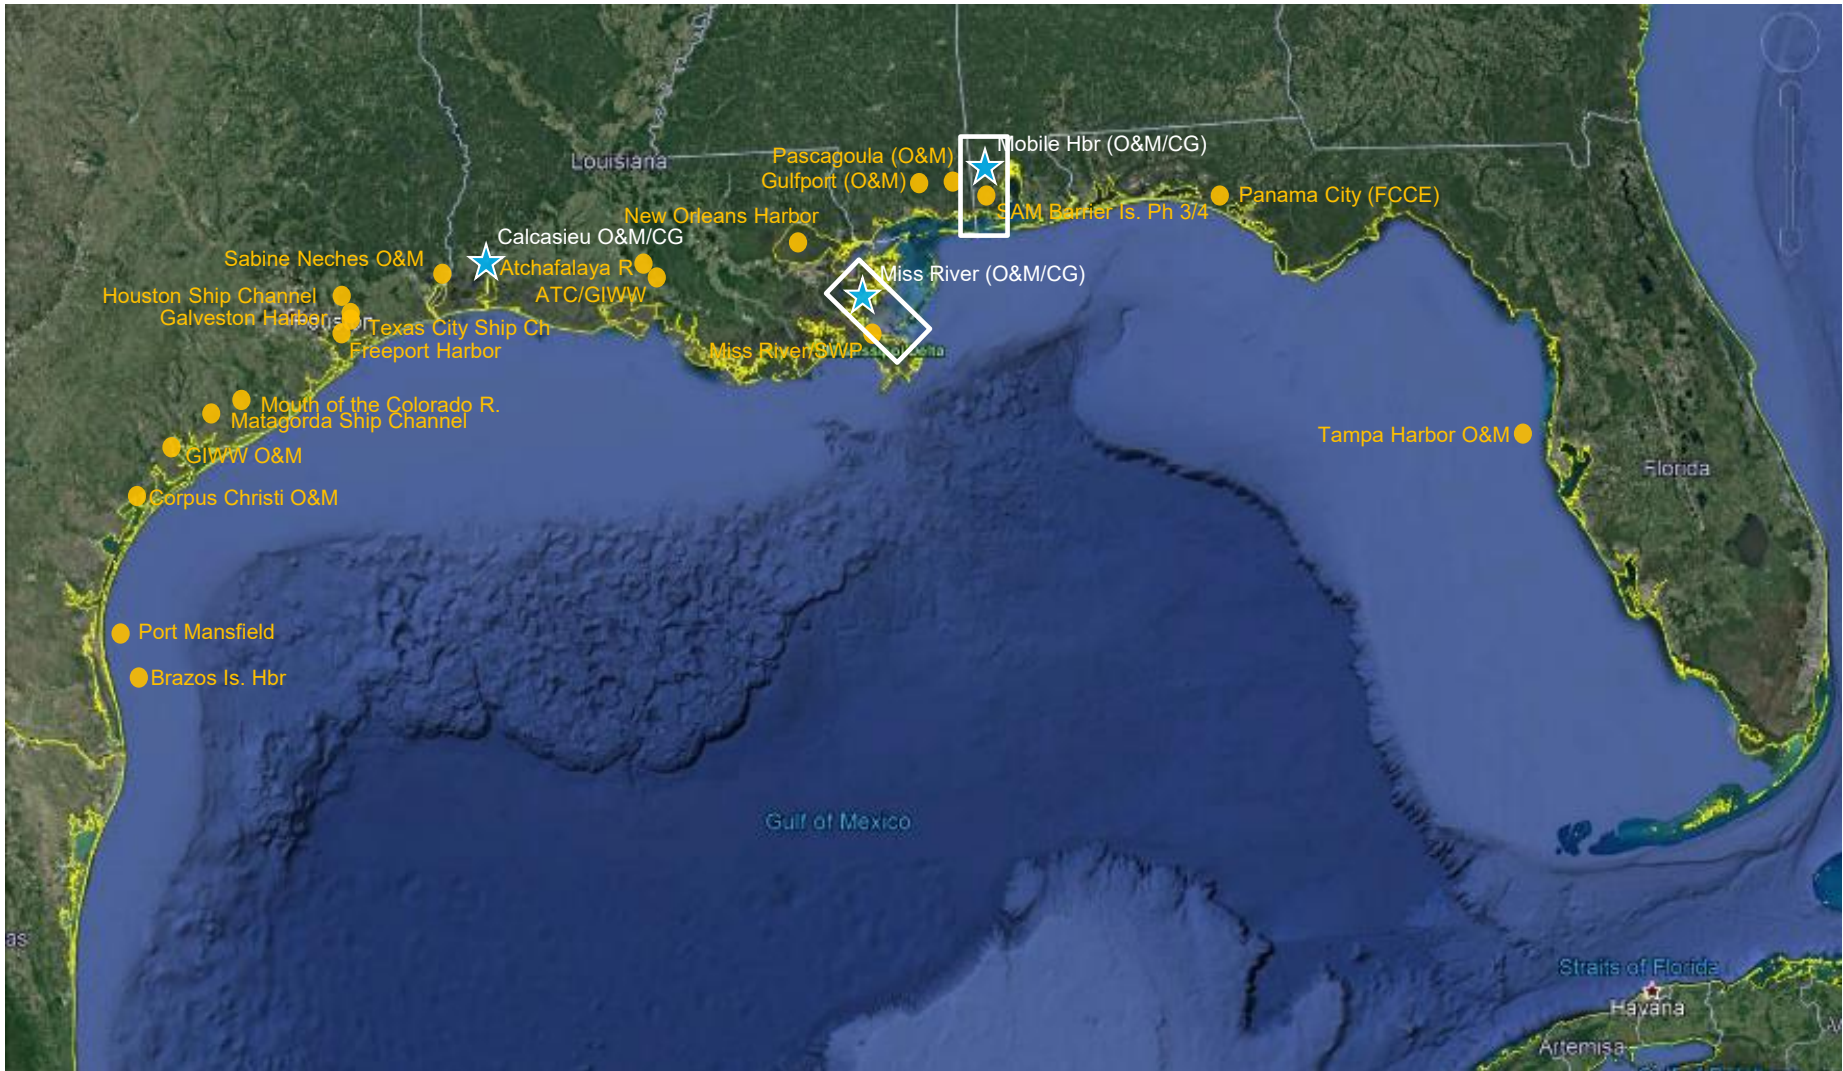 Mobile Hbr (O&M/CG)
Pascagoula (O&M)
Louisiana
Gulfport (O&M)
Panama City (FCCE)
SAM Barrier Is. Ph 3/4
New Orleans Harbor
Calcasieu O&M/CG
Sabine Neches O&M
Atchafalaya R
Miss River (O&M/CG)
ATC/GIWW
Houston Ship Channel
Galveston Harbor
Houston
Texas City Ship Ch
Freeport Harbor
Miss River/SWP
Mouth of the Colorado R.
Matagorda Ship Channel
Tampa Harbor O&M
GIWW O&M
Florida
Corpus Christi O&M
Port Mansfield
Brazos Is. Hbr
Gulf of Mexico
as
Straits of Florida
Havana
Artemisa